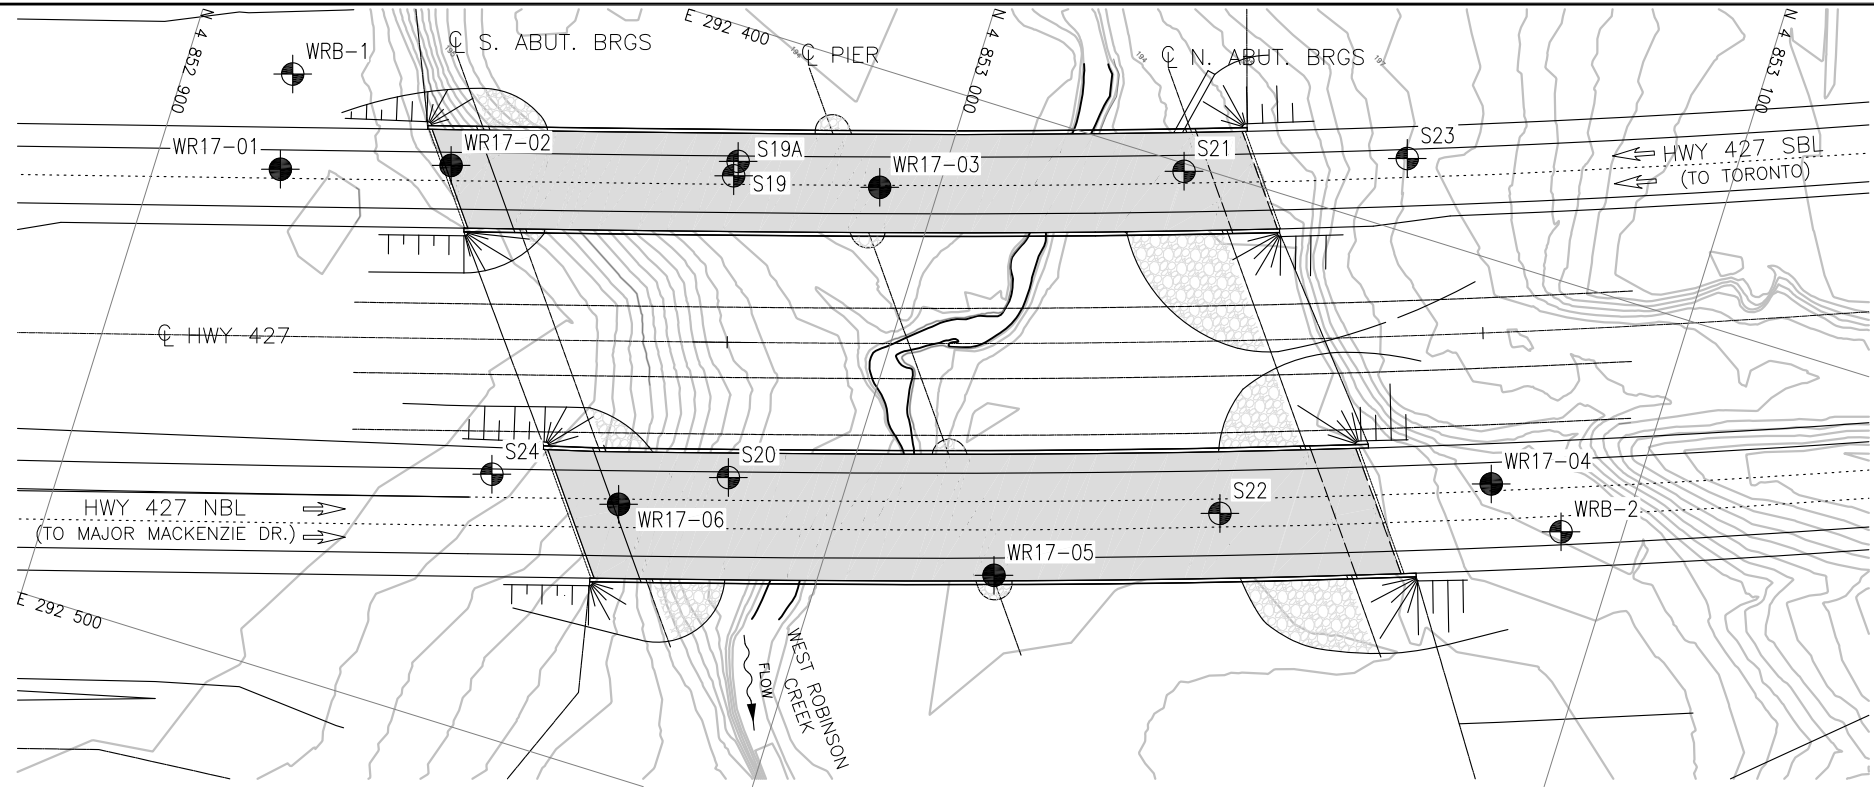 N 4 852 900
WRB-1
℄ S. ABUT. BRGS
E 292 400
℄ PIER
N 4 853 000
194
℄ N. ABUT. BRGS
N 4 853 100
WR17-01
WR17-02
S19A
S19
WR17-03
S21
S23
HWY 427 SBL
(TO TORONTO)
℄ HWY 427
S24
S20
WR17-04
HWY 427 NBL
(TO MAJOR MACKENZIE DR.)
WR17-06
S22
WRB-2
WR17-05
E 292 500
FLOW
WEST ROBINSON
CREEK